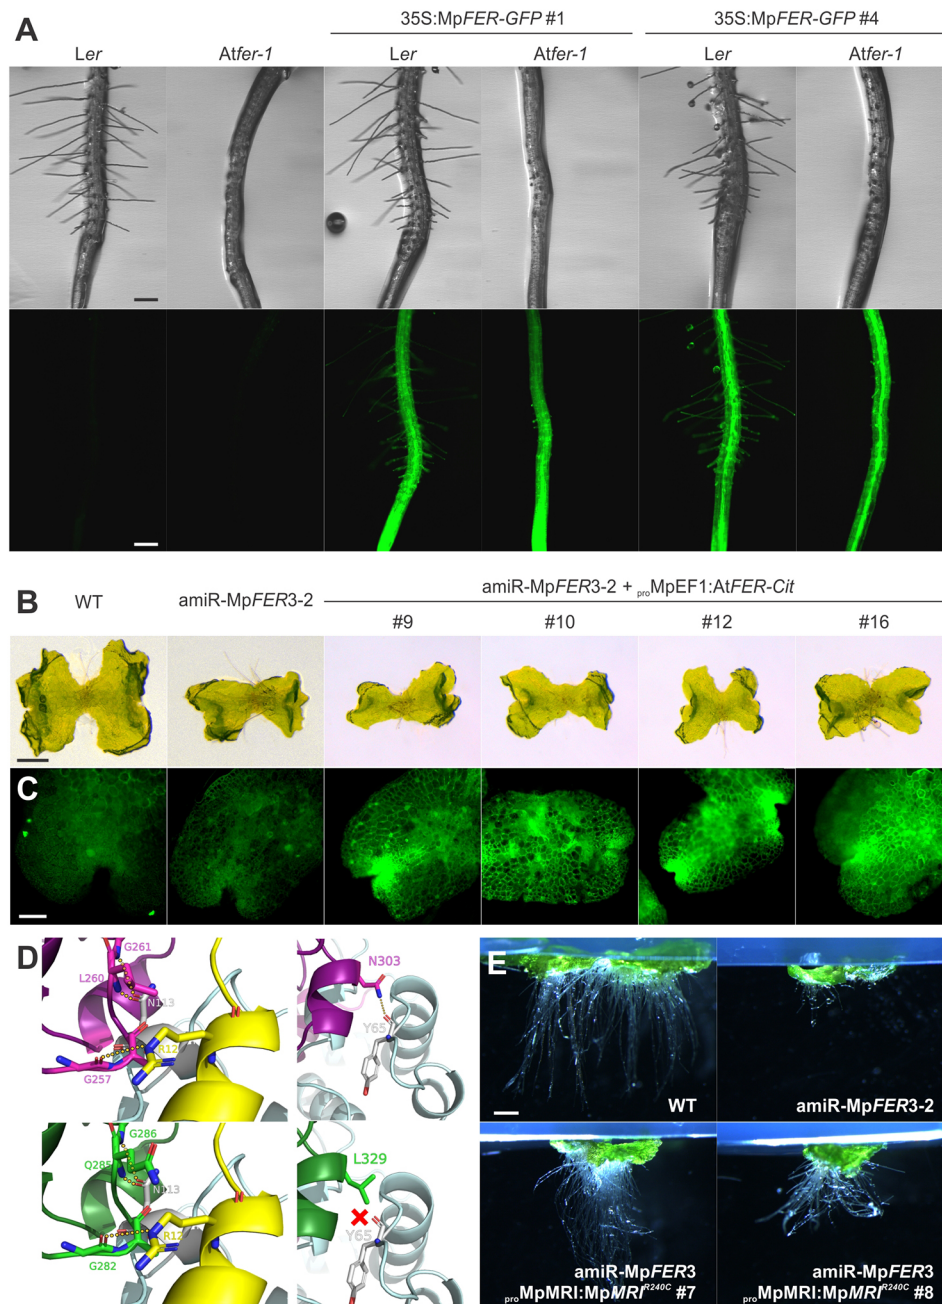 A
35S:MpFER-GFP #1
35S:MpFER-GFP #4
Ler
Atfer-1
Ler
Atfer-1
Ler
Atfer-1
B
WT
amiR-MpFER3-2
amiR-MpFER3-2 + proMpEF1:AtFER-Cit
#9
#10
#12
#16
C
D
G261
L260
N113
R12
G257
N303
Y65
G286
Q285
N113
R12
G282
L329
Y65
E
WT
amiR-MpFER3-2
amiR-MpFER3
proMpMRI:MpMRIR240C #7
amiR-MpFER3
proMpMRI:MpMRIR240C #8